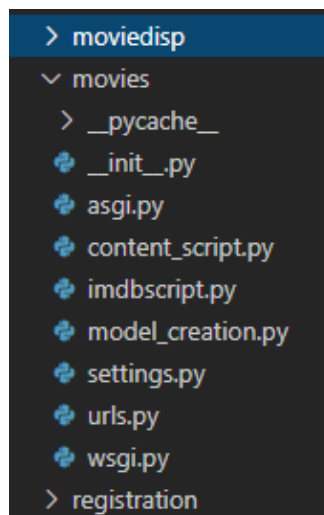 moviedisp
movies
__pycache__
__init__.py
asgi.py
content_script.py
imdbscript.py
model_creation.py
settings.py
urls.py
wsgi.py
registration